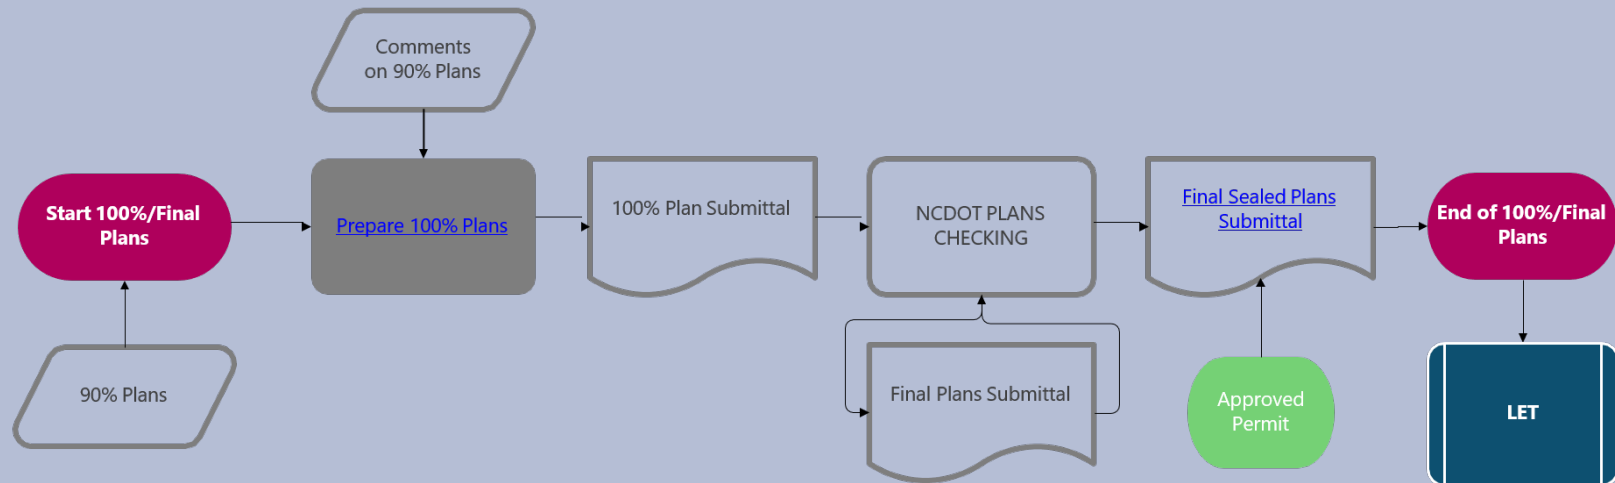 Comments
on 90% Plans
Start 100%/Final
Plans
Prepare 100% Plans
100% Plan Submittal
NCDOT PLANS
CHECKING
Final Sealed Plans
Submittal
End of 100%/Final
Plans
90% Plans
Final Plans Submittal
Approved
Permit
LET